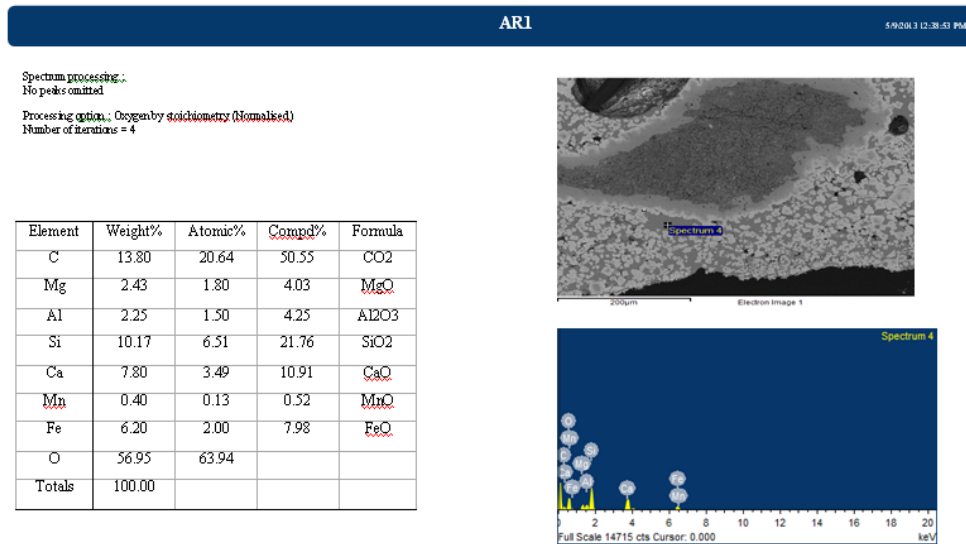 AR1
5/9/2013 12:38:53 PM
Spectrum processing :
No peaks omitted
Processing option : Oxygen by stoichiometry (Normalised)
Number of iterations = 4
Element Weight% Atomic% Compd% Formula
C 13.80 20.64 50.55 CO2
Mg 2.43 1.80 4.03 MgO
Al 2.25 1.50 4.25 Al2O3
Si 10.17 6.51 21.76 SiO2
Ca 7.80 3.49 10.91 CaO
Mn 0.40 0.13 0.52 MnO
Fe 6.20 2.00 7.98 FeO
O 56.95 63.94
Totals 100.00
Spectrum 4
200µm Electron Image 1
Spectrum 4
O
Mn
C Si
Ca Mg Fe
Fe Al Ca Mn
0 2 4 6 8 10 12 14 16 18 20
Full Scale 14715 cts Cursor: 0.000 keV